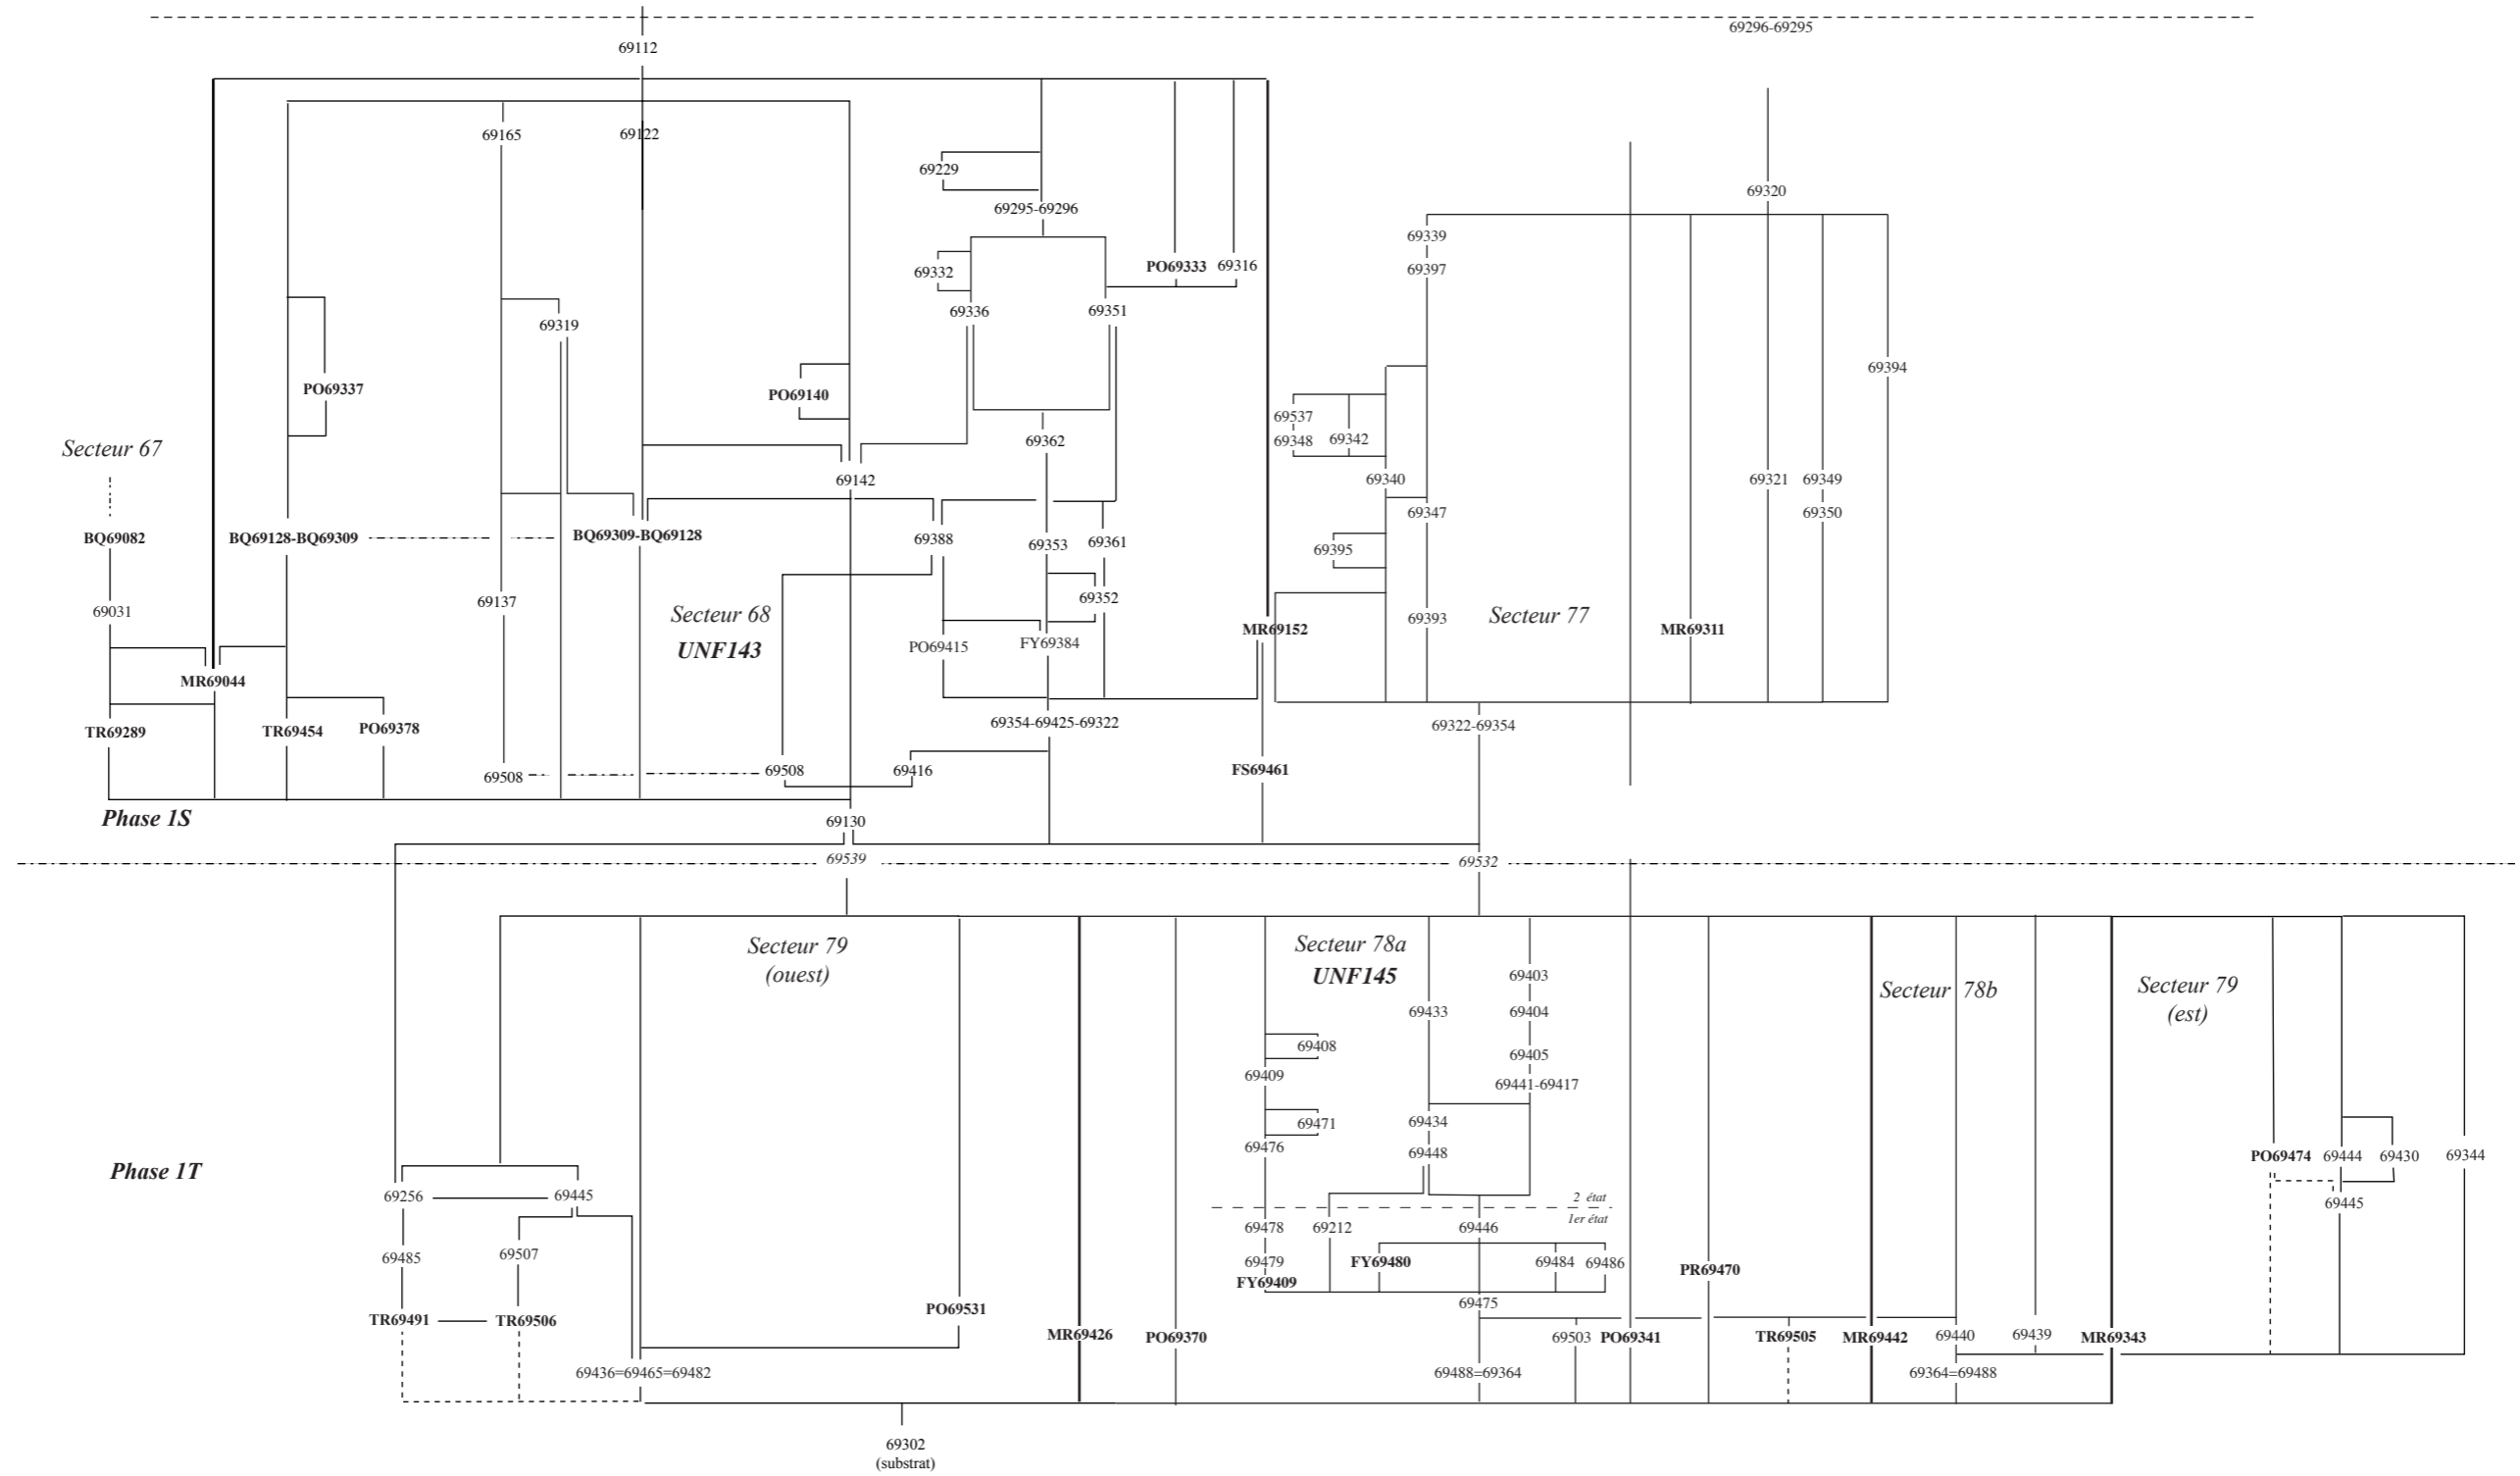 69296-69295
69112
69165
69122
69229
69320
69295-69296
69339
69332
PO69333
69316
69397
69336
69351
69319
69394
PO69337
PO69140
69537
Secteur 67
69362
69348
69342
69142
69340
69321
69349
69347
69350
BQ69082
BQ69128-BQ69309
BQ69309-BQ69128
69388
69353
69361
69395
69031
69137
Secteur 68
UNF143
69352
69393
Secteur 77
MR69152
MR69311
PO69415
FY69384
MR69044
TR69289
TR69454
PO69378
69354-69425-69322
69322-69354
69508
69508
69416
FS69461
Phase 1S
69130
69539
69532
Secteur 79
(ouest)
Secteur 78a
UNF145
69403
Secteur 78b
Secteur 79
(est)
69433
69404
69408
69405
69409
69441-69417
69471
69434
69476
69448
Phase 1T
PO69474
69444
69430
69344
69256
69445
2 état
69445
1er état
69478
69212
69446
69485
69507
69479
FY69480
69484
69486
PR69470
FY69409
69475
PO69531
TR69491
TR69506
MR69426
PO69370
69503
PO69341
TR69505
MR69442
69440
69439
MR69343
69436=69465=69482
69488=69364
69364=69488
69302
(substrat)